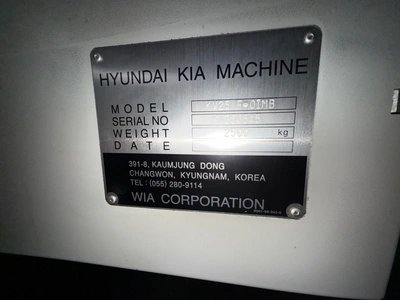 HYUNDAI KIA MACHINE
MODEL
SERIAL NO
WEIGHT kg
DATE
391-8, KAUMJUNG DONG
CHANGWON, KYUNGNAM, KOREA
TEL (055) 280-9114
WIA CORPORATION